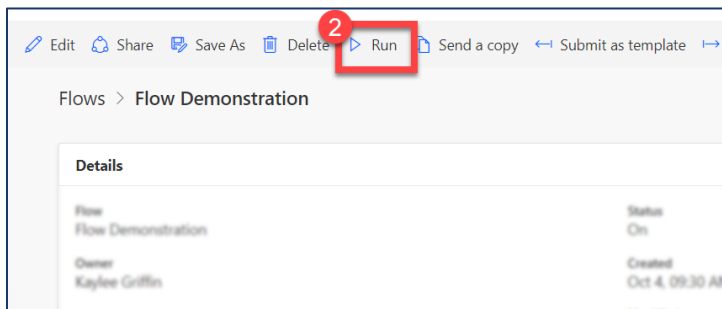 2
Edit Share Save As Delete Run Send a copy Submit as template
Flows > Flow Demonstration
Details
Flow Status
Flow Demonstration On
Owner Created
Kaylee Griffin Oct 4, 09:30 AM